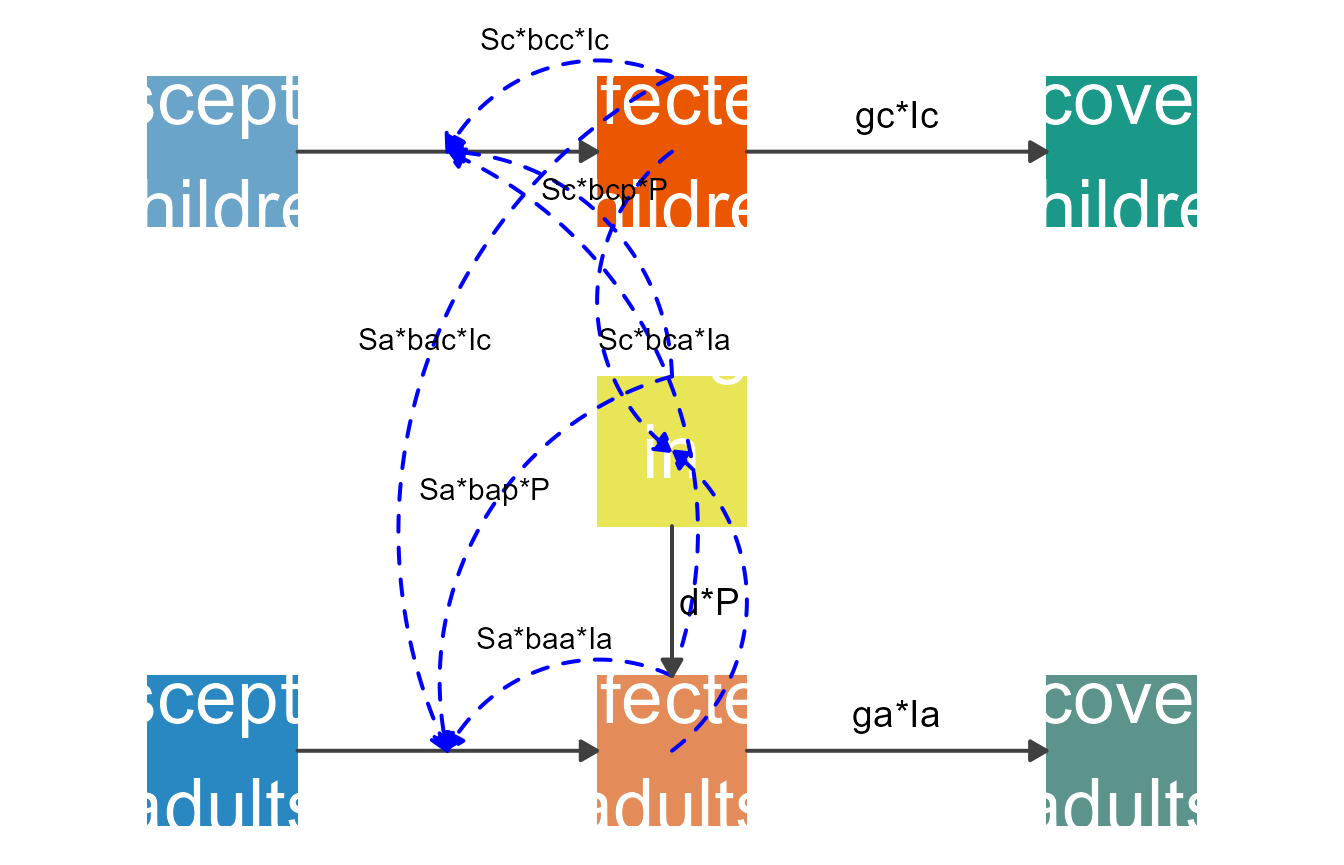 Sc*bcc*Ic
scept
fecte
cove
gc*Ic
Sc*bcp*P
hildre
hildre
hildre
Sa*bac*Ic
Sc*bca*Ia
in
Sa*bap*P
d*P
Sa*baa*Ia
scept
fecte
cove
ga*Ia
adults
adults
adults